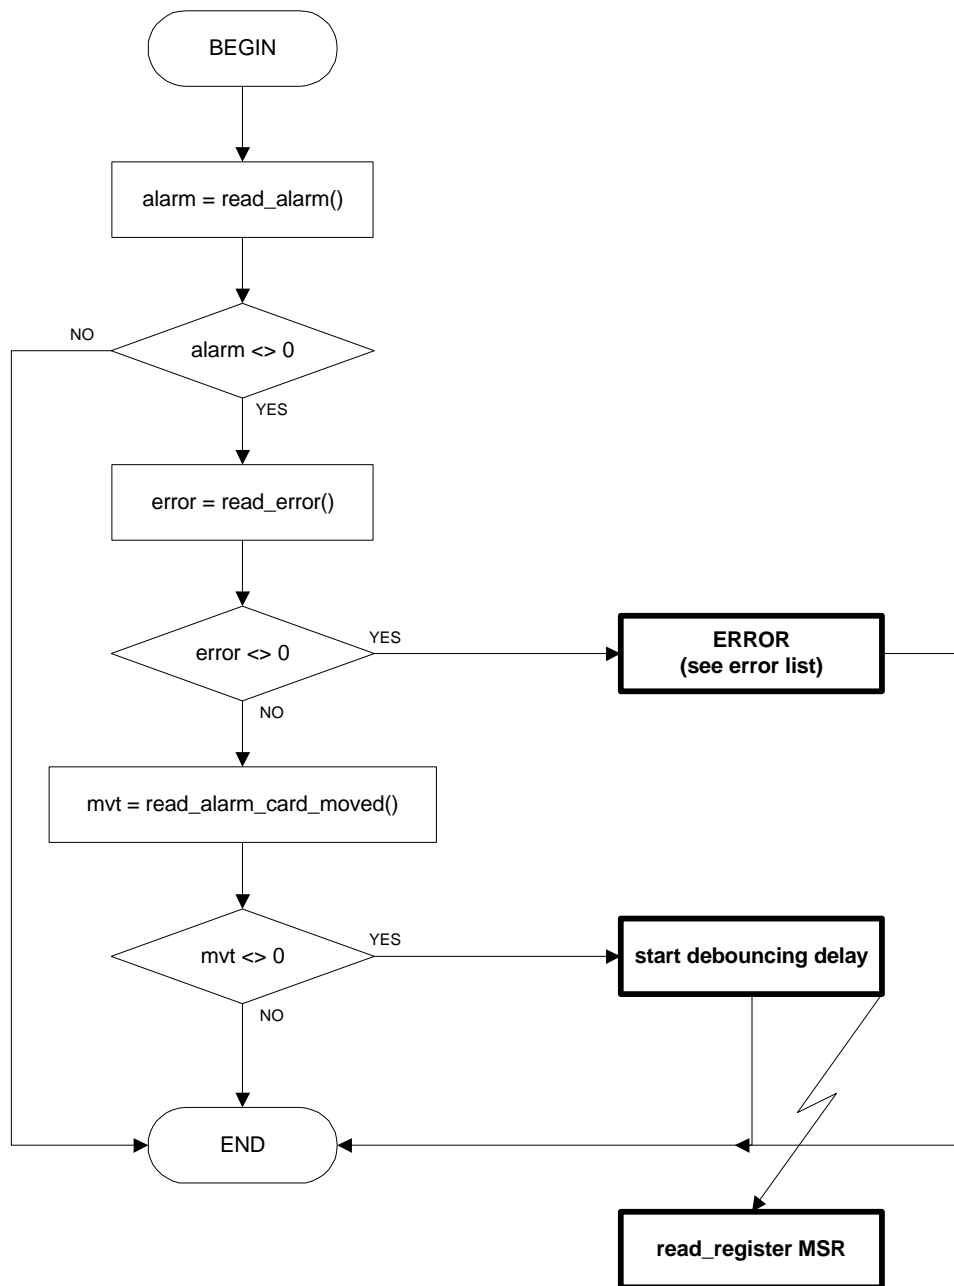 BEGIN
alarm = read_alarm()
NO
alarm <> 0
YES
error = read_error()
error <> 0
YES
ERROR
(see error list)
NO
mvt = read_alarm_card_moved()
mvt <> 0
YES
start debouncing delay
NO
END
read_register MSR